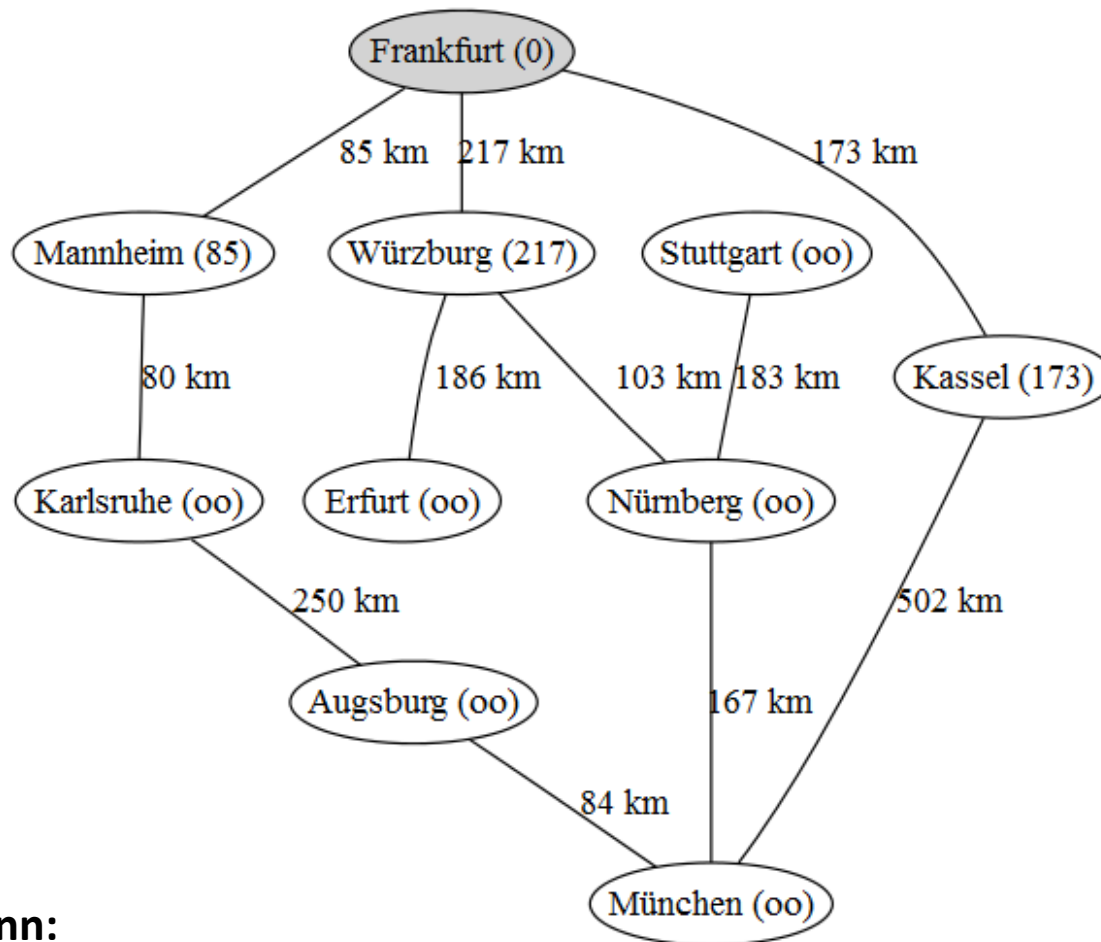 Frankfurt (0)
85 km
217 km
173 km
Mannheim (85)
Würzburg (217)
Stuttgart (oo)
Kassel (173)
80 km
186 km
103 km
183 km
Karlsruhe (oo)
Erfurt (oo)
Nürnberg (oo)
250 km
502 km
Augsburg (oo)
167 km
84 km
München (oo)
nn: